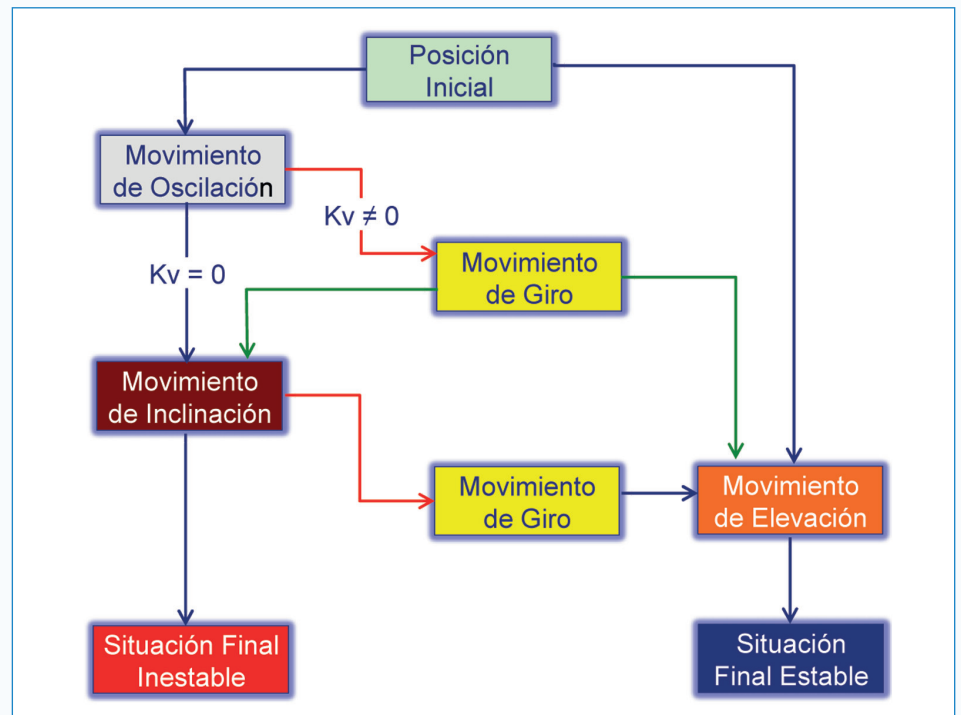 Posición
Inicial
Movimiento
de Oscilación
Kv ≠ 0
Movimiento
de Giro
Kv = 0
Movimiento
de Inclinación
Movimiento
de Giro
Movimiento
de Elevación
Situación Final
Inestable
Situación
Final Estable